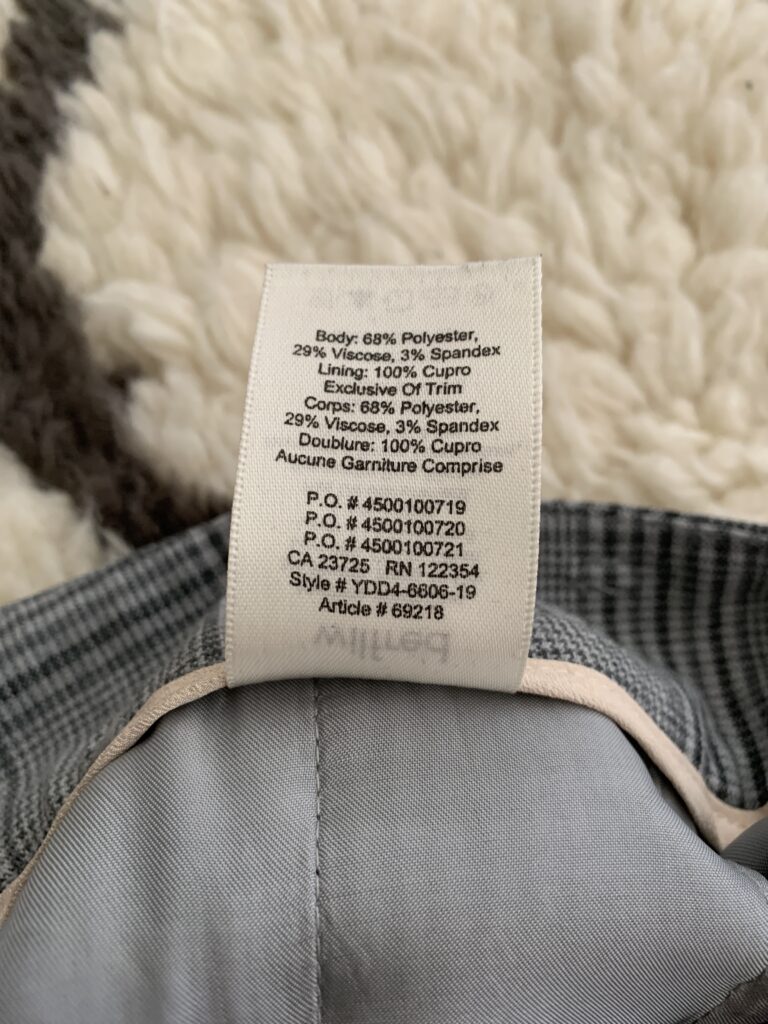 Body: 68% Polyester,
29% Viscose, 3% Spandex
Lining: 100% Cupro
Exclusive Of Trim
Corps: 68% Polyester,
29% Viscose, 3% Spandex
Doublure: 100% Cupro
Aucune Garniture Comprise
P.O. # 4500100719
P.O. # 4500100720
P.O. # 4500100721
CA 23725 RN 122354
Style # YDD4-6606-19
Article # 69218
wilfred